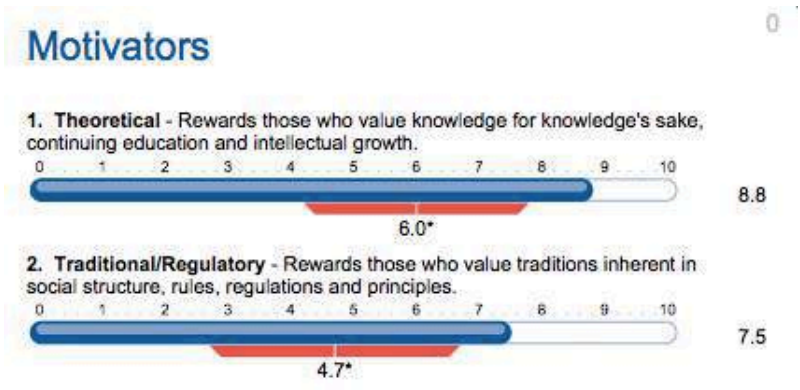 0
Motivators
1. Theoretical - Rewards those who value knowledge for knowledge's sake,
continuing education and intellectual growth.
0 1 2 3 4 5 6 7 8 9 10
8.8
6.0*
2. Traditional/Regulatory - Rewards those who value traditions inherent in
social structure, rules, regulations and principles.
0 1 2 3 4 5 6 7 8 9 10
7.5
4.7*